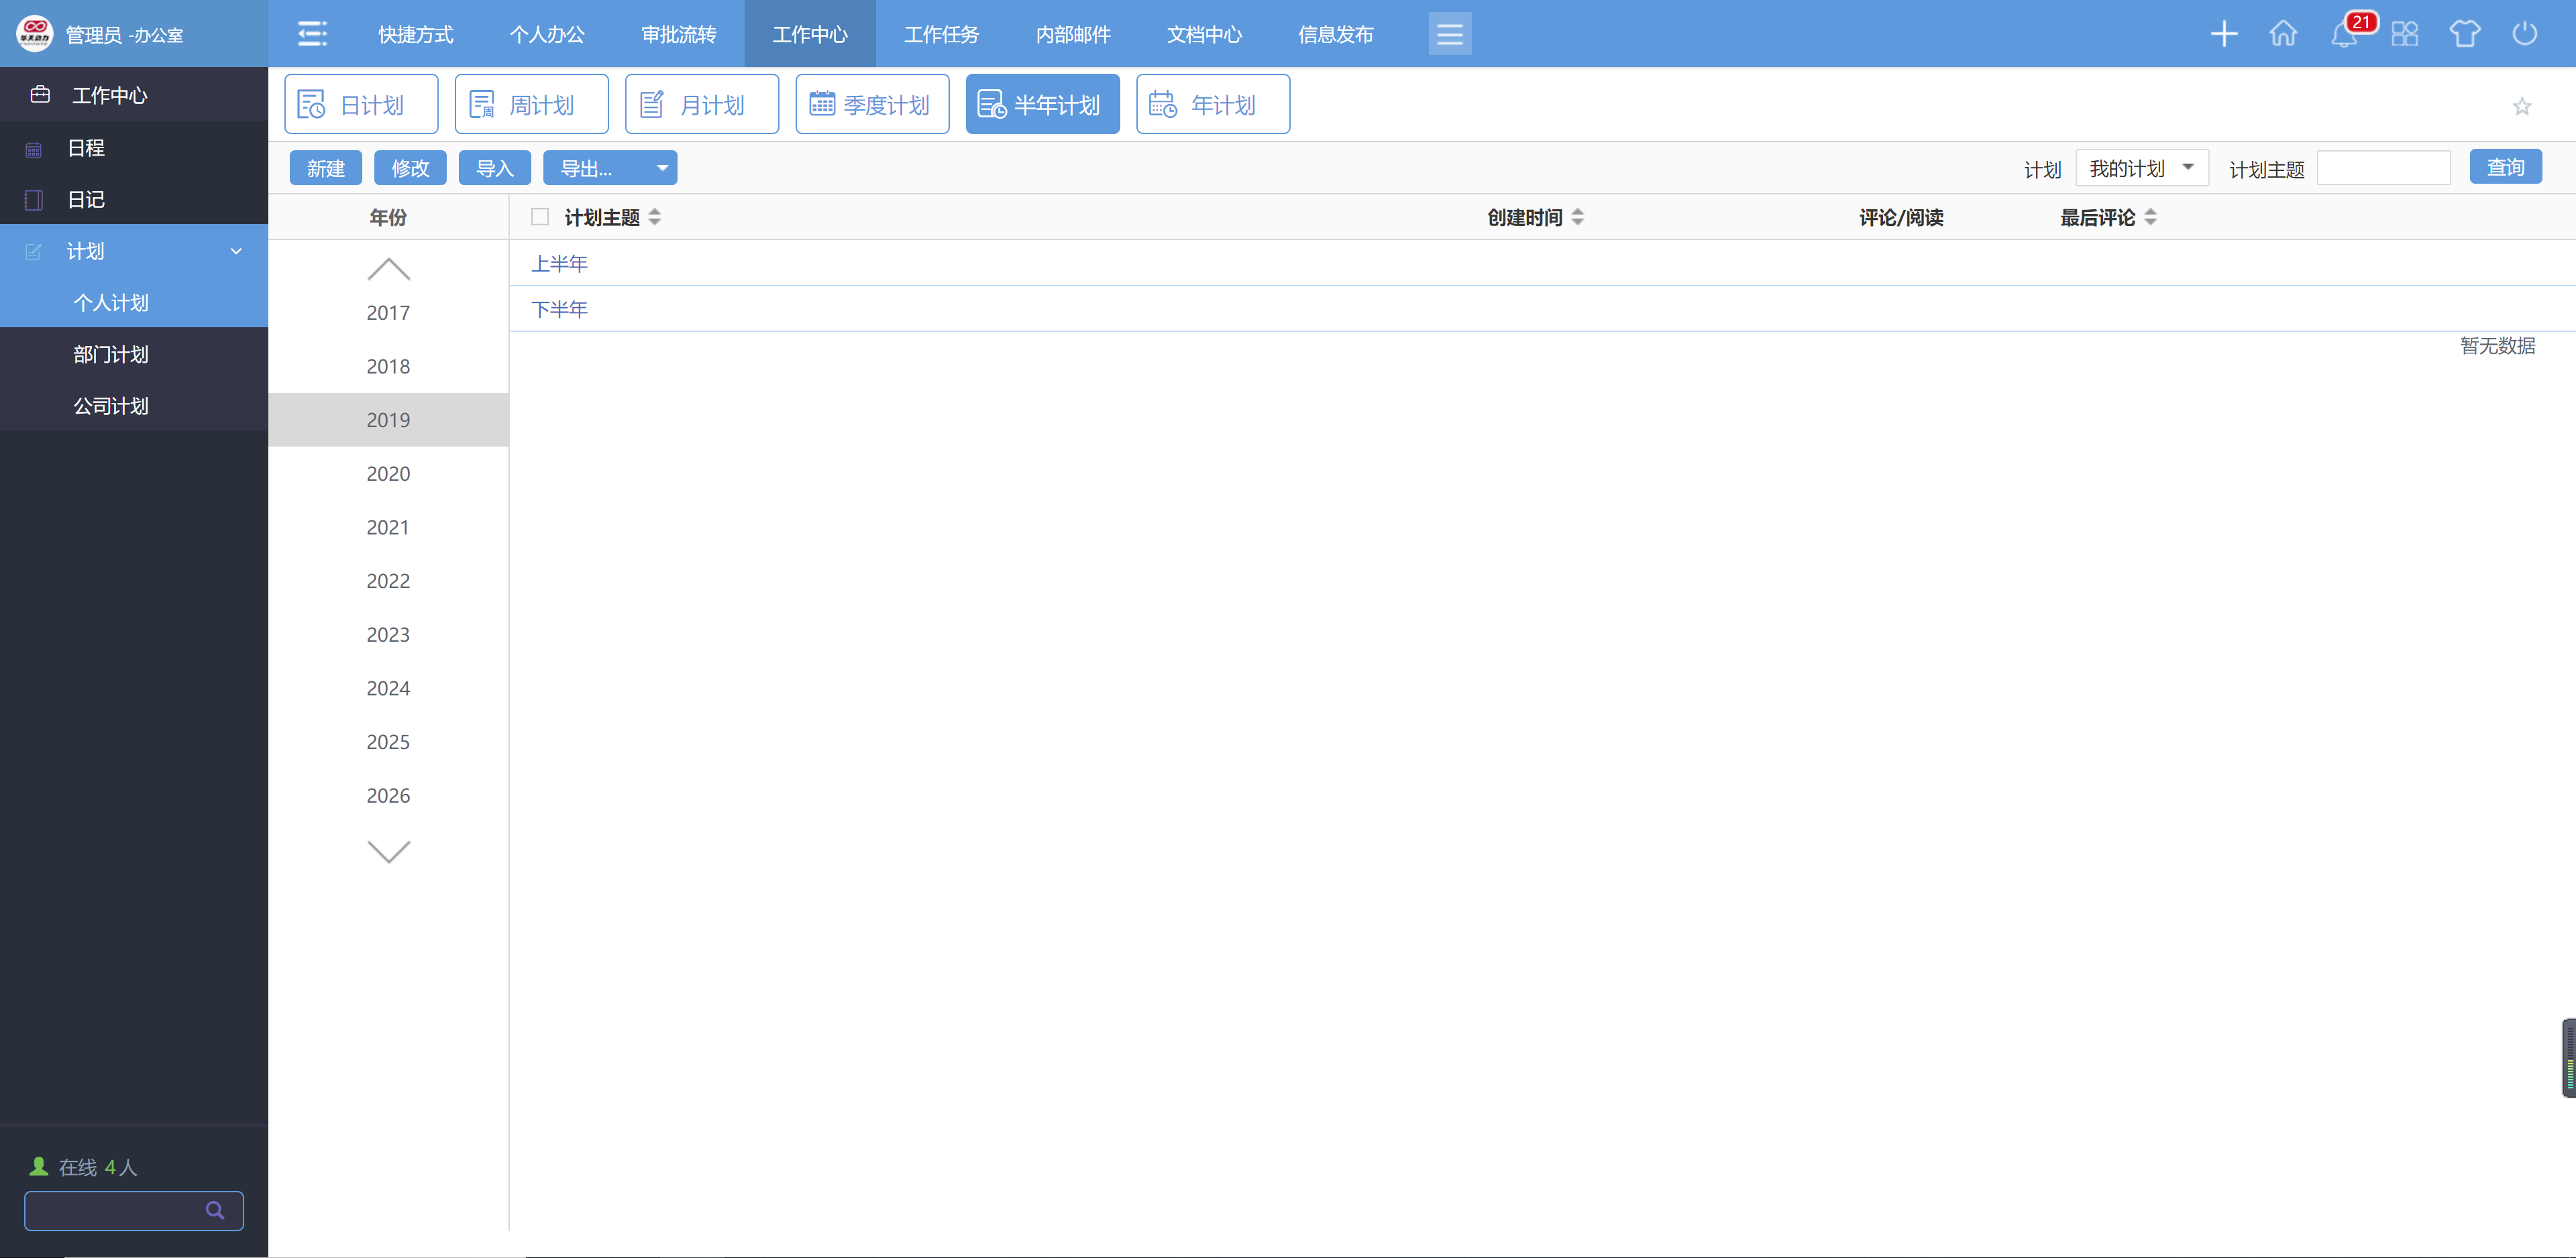 管理员 -办公室
快捷方式 个人办公 审批流转 工作中心 工作任务 内部邮件 文档中心 信息发布 21
工作中心
日程
日记
计划
个人计划
部门计划
公司计划
在线 4人
日计划 周计划 月计划 季度计划 半年计划 年计划
新建 修改 导入 导出... 计划 我的计划 计划主题 查询
年份 计划主题 创建时间 评论/阅读 最后评论
上半年
下半年
暂无数据
2017
2018
2019
2020
2021
2022
2023
2024
2025
2026